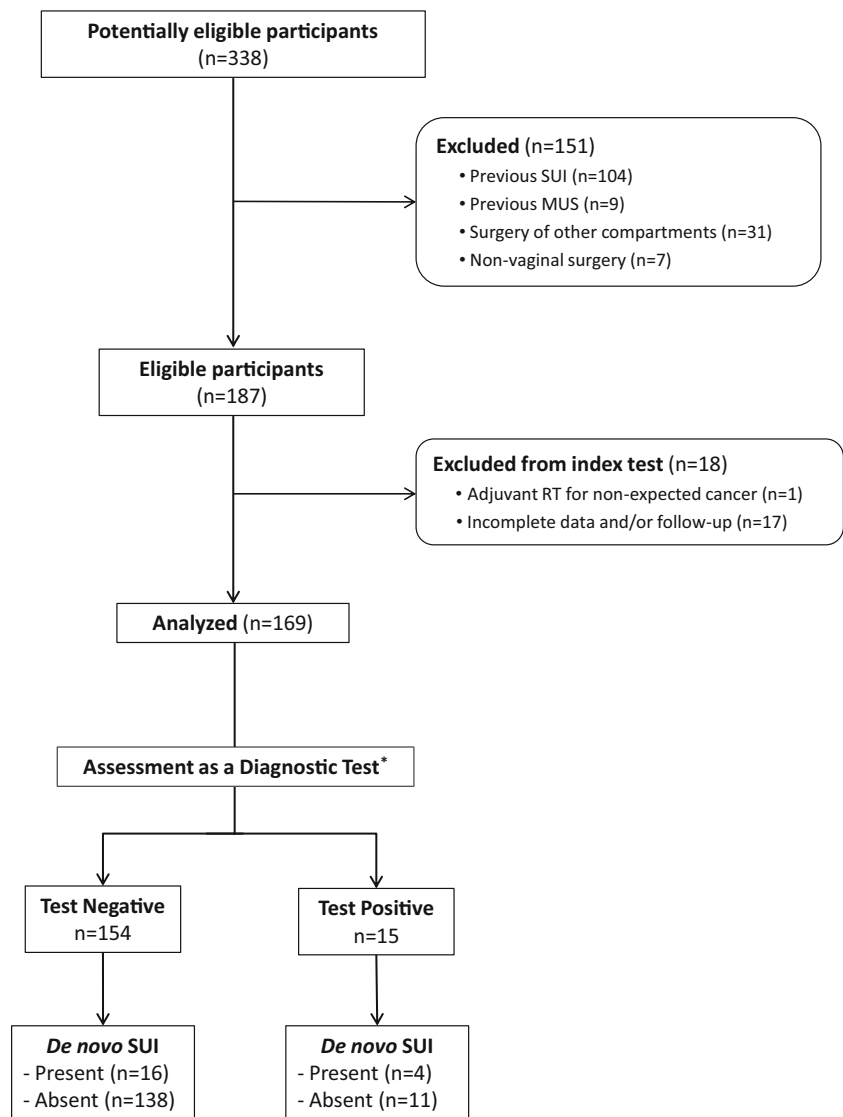 Potentially eligible participants
(n=338)
Excluded (n=151)
• Previous SUI (n=104)
• Previous MUS (n=9)
• Surgery of other compartments (n=31)
• Non-vaginal surgery (n=7)
Eligible participants
(n=187)
Excluded from index test (n=18)
• Adjuvant RT for non-expected cancer (n=1)
• Incomplete data and/or follow-up (n=17)
Analyzed (n=169)
Assessment as a Diagnostic Test*
Test Negative
n=154
Test Positive
n=15
De novo SUI
- Present (n=16)
- Absent (n=138)
De novo SUI
- Present (n=4)
- Absent (n=11)